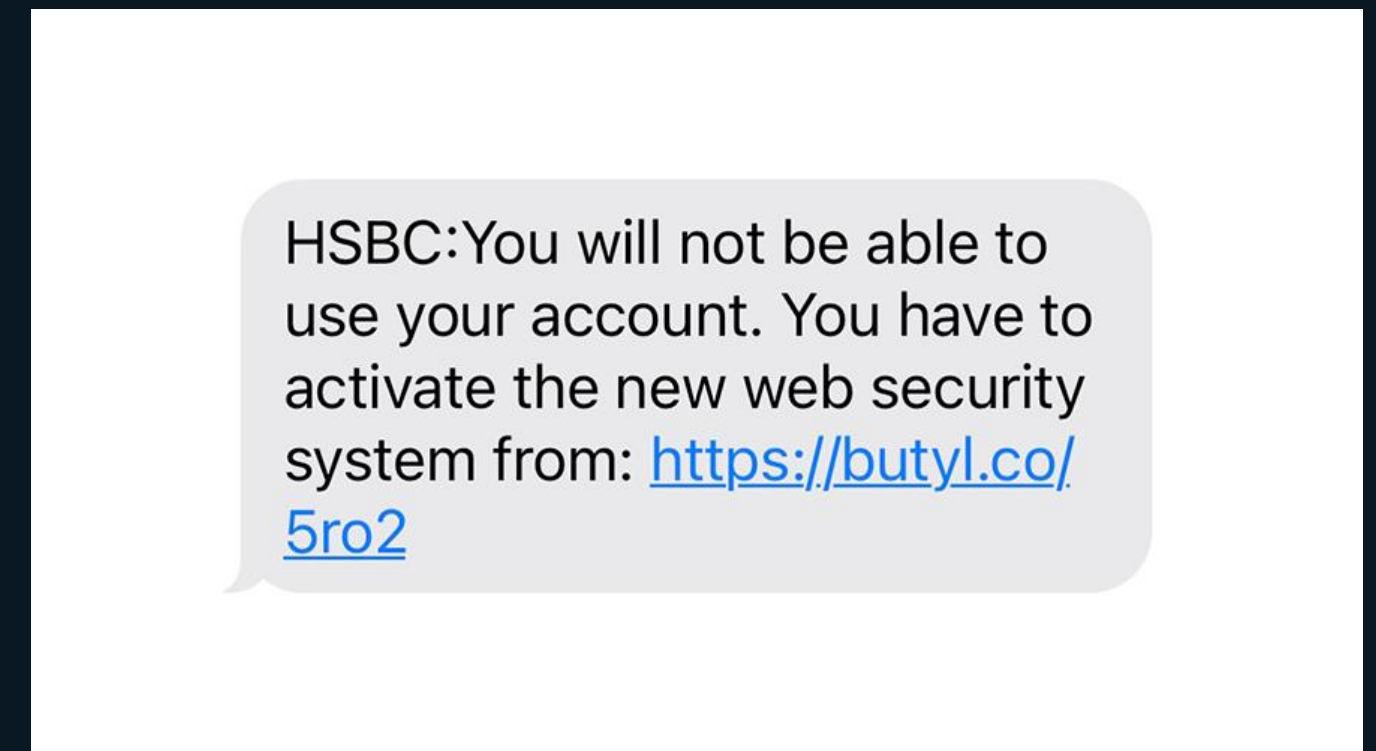 HSBC:You will not be able to
use your account. You have to
activate the new web security
system from: https://butyl.co/
5ro2